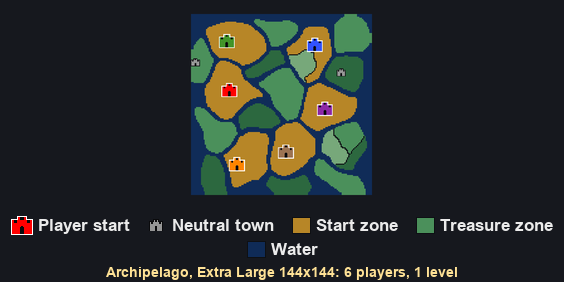 Player start Neutral town Start zone Treasure zone
Water
Archipelago, Extra Large 144x144: 6 players, 1 level